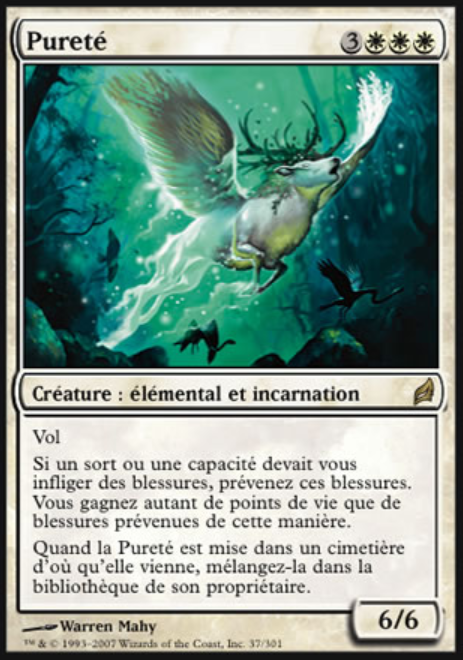 Pureté 3
Créature : élémental et incarnation
Vol
Si un sort ou une capacité devait vous
infliger des blessures, prévenez ces blessures.
Vous gagnez autant de points de vie que de
blessures prévenues de cette manière.
Quand la Pureté est mise dans un cimetière
d'où qu'elle vienne, mélangez-la dans la
bibliothèque de son propriétaire.
6/6
Warren Mahy
™ & © 1993-2007 Wizards of the Coast, Inc. 37/301